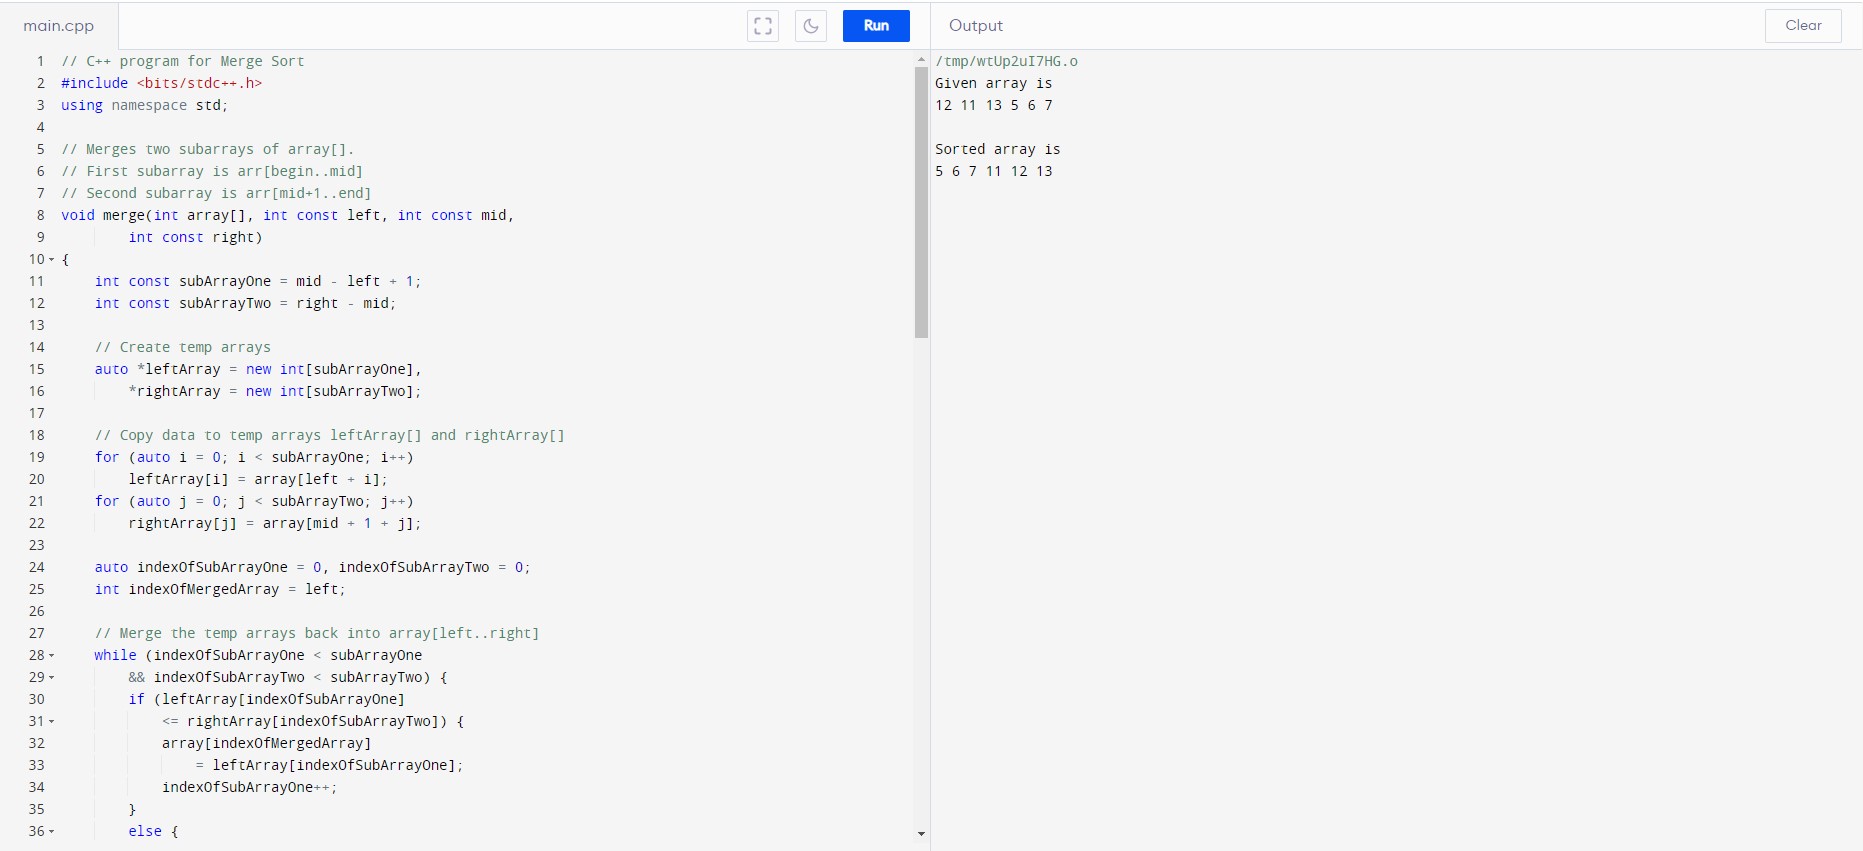 main.cpp
Run
Output
Clear
1 // C++ program for Merge Sort
2 #include <bits/stdc++.h>
3 using namespace std;
4
5 // Merges two subarrays of array[].
6 // First subarray is arr[begin..mid]
7 // Second subarray is arr[mid+1..end]
8 void merge(int array[], int const left, int const mid,
9         int const right)
10 {
11     int const subArrayOne = mid - left + 1;
12     int const subArrayTwo = right - mid;
13
14     // Create temp arrays
15     auto *leftArray = new int[subArrayOne],
16         *rightArray = new int[subArrayTwo];
17
18     // Copy data to temp arrays leftArray[] and rightArray[]
19     for (auto i = 0; i < subArrayOne; i++)
20         leftArray[i] = array[left + i];
21     for (auto j = 0; j < subArrayTwo; j++)
22         rightArray[j] = array[mid + 1 + j];
23
24     auto indexOfSubArrayOne = 0, indexOfSubArrayTwo = 0;
25     int indexOfMergedArray = left;
26
27     // Merge the temp arrays back into array[left..right]
28     while (indexOfSubArrayOne < subArrayOne
29         && indexOfSubArrayTwo < subArrayTwo) {
30         if (leftArray[indexOfSubArrayOne]
31             <= rightArray[indexOfSubArrayTwo]) {
32             array[indexOfMergedArray]
33                 = leftArray[indexOfSubArrayOne];
34             indexOfSubArrayOne++;
35         }
36         else {
/tmp/wtUp2uI7HG.o
Given array is
12 11 13 5 6 7
Sorted array is
5 6 7 11 12 13